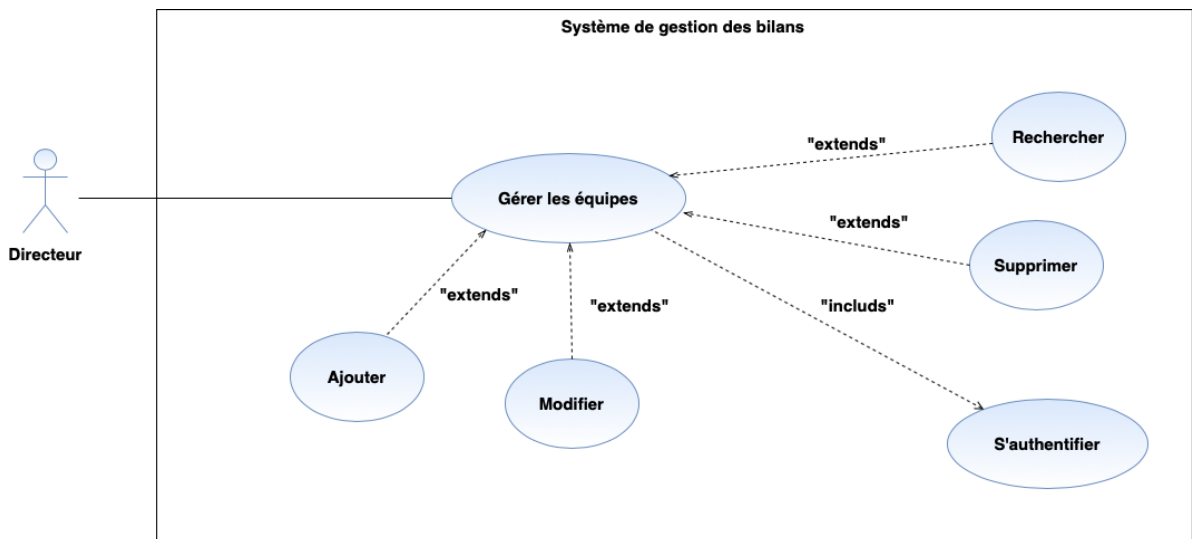 Système de gestion des bilans
Rechercher
"extends"
Gérer les équipes
"extends"
Directeur
Supprimer
"extends"
"extends"
"includs"
Ajouter
Modifier
S'authentifier